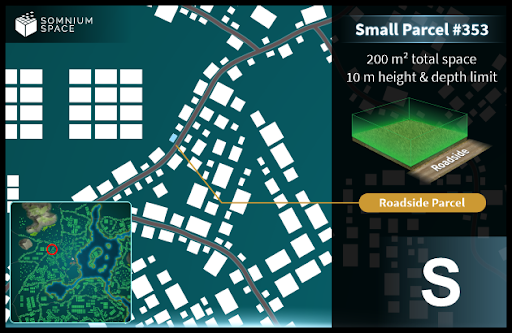 SOMNIUM
SPACE
Small Parcel #353
200 m² total space
10 m height & depth limit
Roadside
Roadside Parcel
S